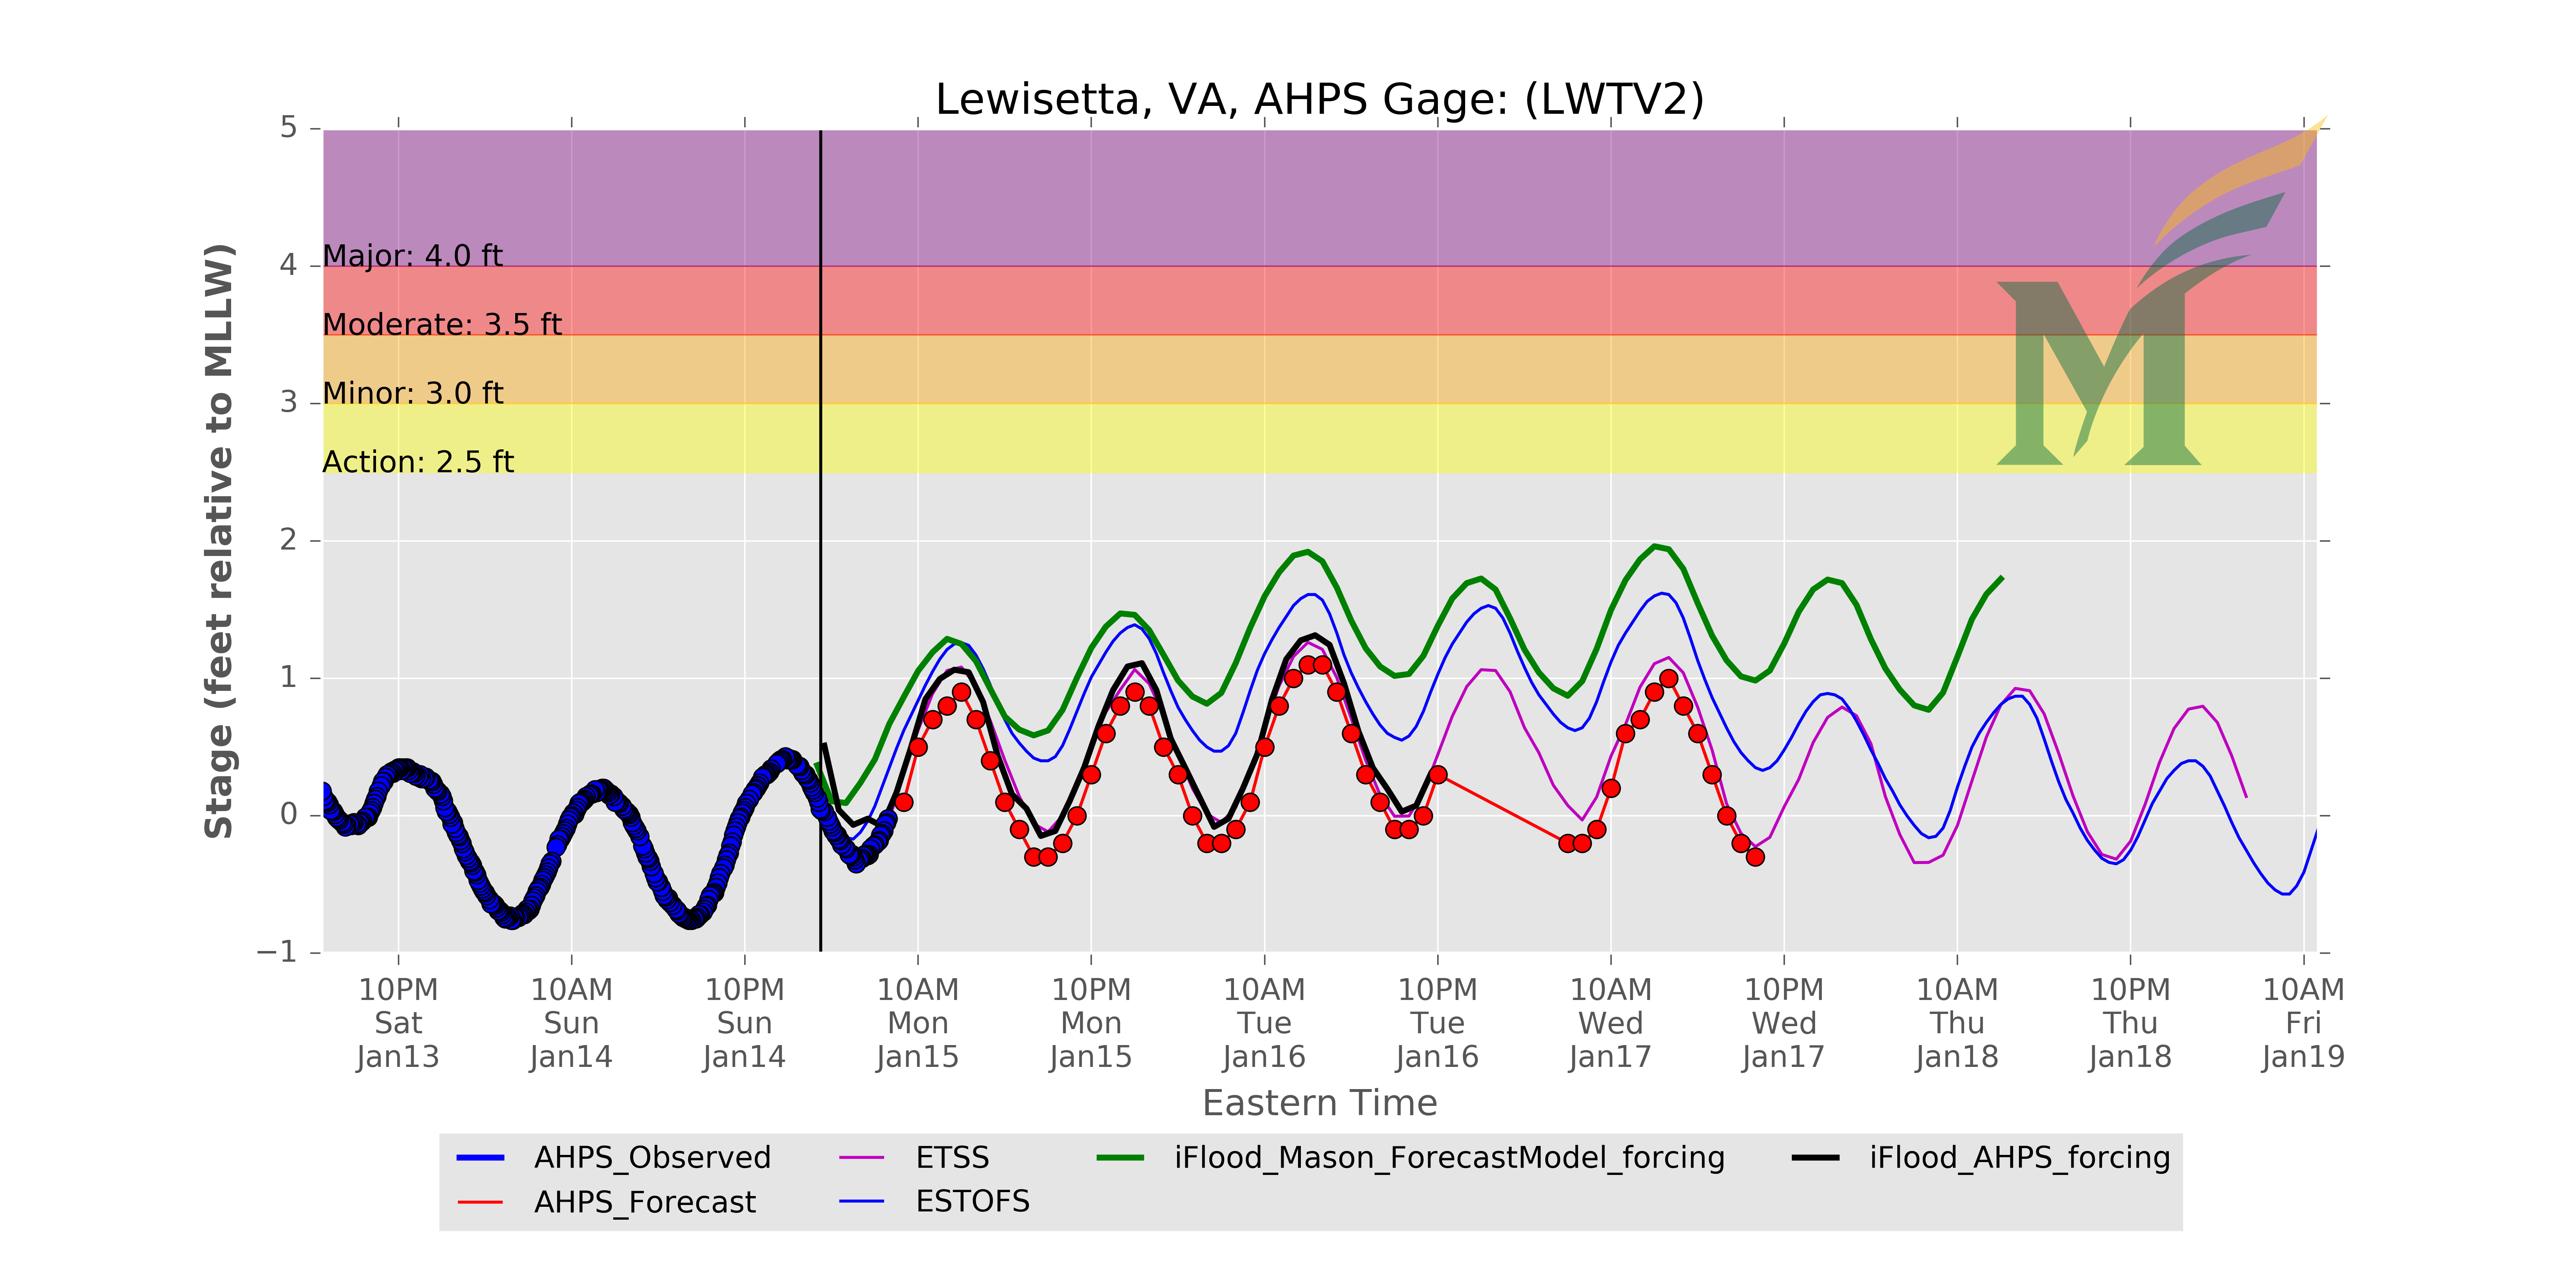 Lewisetta, VA, AHPS Gage: (LWTV2)
Stage (feet relative to MLLW)
5
4
3
2
1
0
−1
Major: 4.0 ft
Moderate: 3.5 ft
Minor: 3.0 ft
Action: 2.5 ft
M
10PM 10AM 10PM 10AM 10PM 10AM 10PM 10AM 10PM 10AM 10PM 10AM
Sat Sun Sun Mon Mon Tue Tue Wed Wed Thu Thu Fri
Jan13 Jan14 Jan14 Jan15 Jan15 Jan16 Jan16 Jan17 Jan17 Jan18 Jan18 Jan19
Eastern Time
AHPS_Observed ETSS iFlood_Mason_ForecastModel_forcing iFlood_AHPS_forcing
AHPS_Forecast ESTOFS